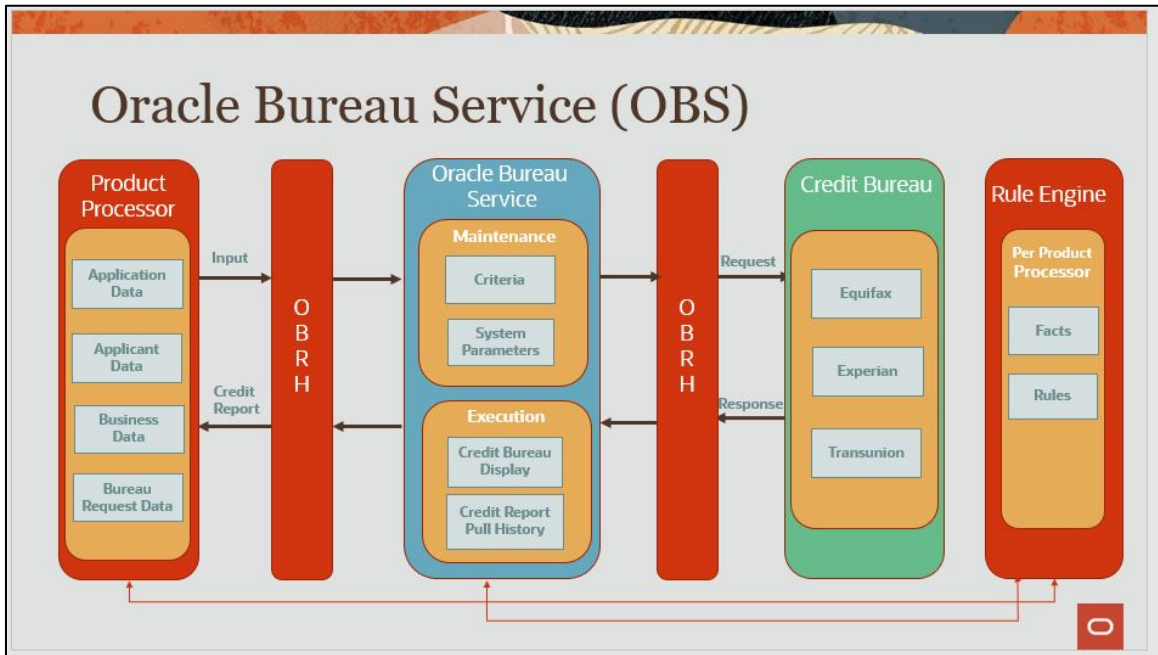 Oracle Bureau Service (OBS)
Product
Processor
Application
Data
Applicant
Data
Business
Data
Bureau
Request Data
Input
Credit
Report
O
B
R
H
Oracle Bureau
Service
Maintenance
Criteria
System
Parameters
Execution
Credit Bureau
Display
Credit Report
Pull History
O
B
R
H
Request
Response
Credit Bureau
Equifax
Experian
Transunion
Rule Engine
Per Product
Processor
Facts
Rules